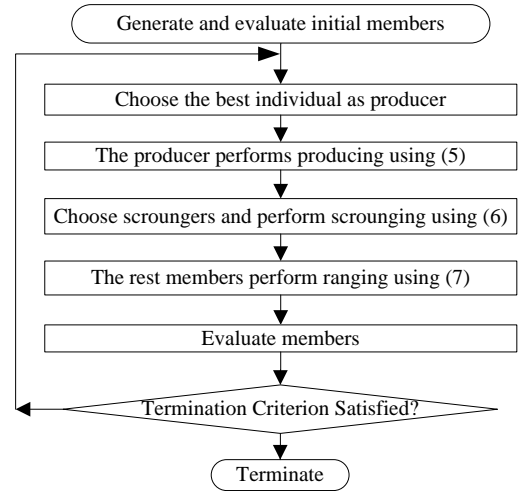 Generate and evaluate initial members
Choose the best individual as producer
The producer performs producing using (5)
Choose scroungers and perform scrounging using (6)
The rest members perform ranging using (7)
Evaluate members
Termination Criterion Satisfied?
Terminate